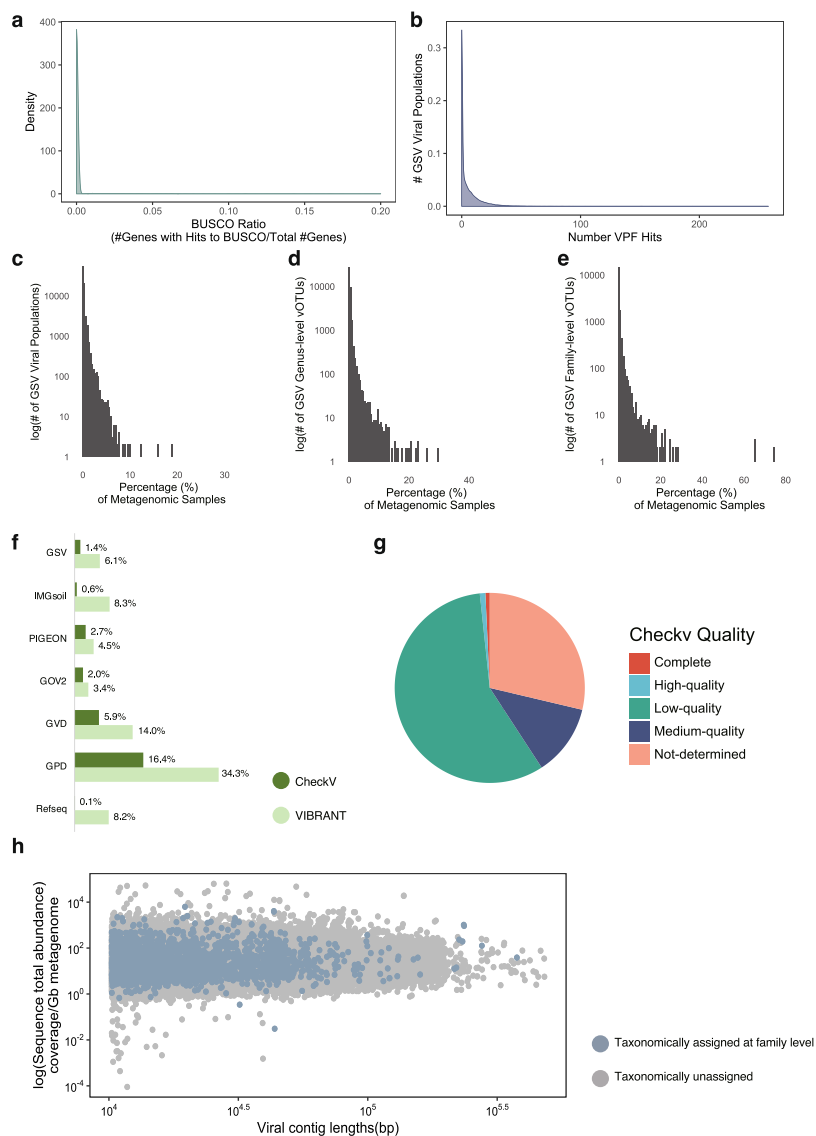 a
400
300
200
100
0
Density
0.00 0.05 0.10 0.15 0.20
BUSCO Ratio
(#Genes with Hits to BUSCO/Total #Genes)
b
0.3
0.2
0.1
0.0
# GSV Viral Populations
0 100 200
Number VPF Hits
c
10000
1000
100
10
1
log(# of GSV Viral Populations)
0 10 20 30
Percentage (%)
of Metagenomic Samples
d
10000
1000
100
10
1
log(# of GSV Genus-level vOTUs)
0 20 40
Percentage (%)
of Metagenomic Samples
e
10000
1000
100
10
1
log(# of GSV Family-level vOTUs)
0 20 40 60 80
Percentage (%)
of Metagenomic Samples
f
GSV 1.4%
6.1%
IMGsoil 0.6%
8.3%
PIGEON 2.7%
4.5%
GOV2 2.0%
3.4%
GVD 5.9%
14.0%
GPD 16.4%
34.3%
Refseq 0.1%
8.2%
CheckV
VIBRANT
g
Checkv Quality
Complete
High-quality
Low-quality
Medium-quality
Not-determined
h
10^4
10^2
10^0
10^-2
10^-4
log(Sequence total abundance)
coverage/Gb metagenome
10^4 10^4.5 10^5 10^5.5
Viral contig lengths(bp)
Taxonomically assigned at family level
Taxonomically unassigned